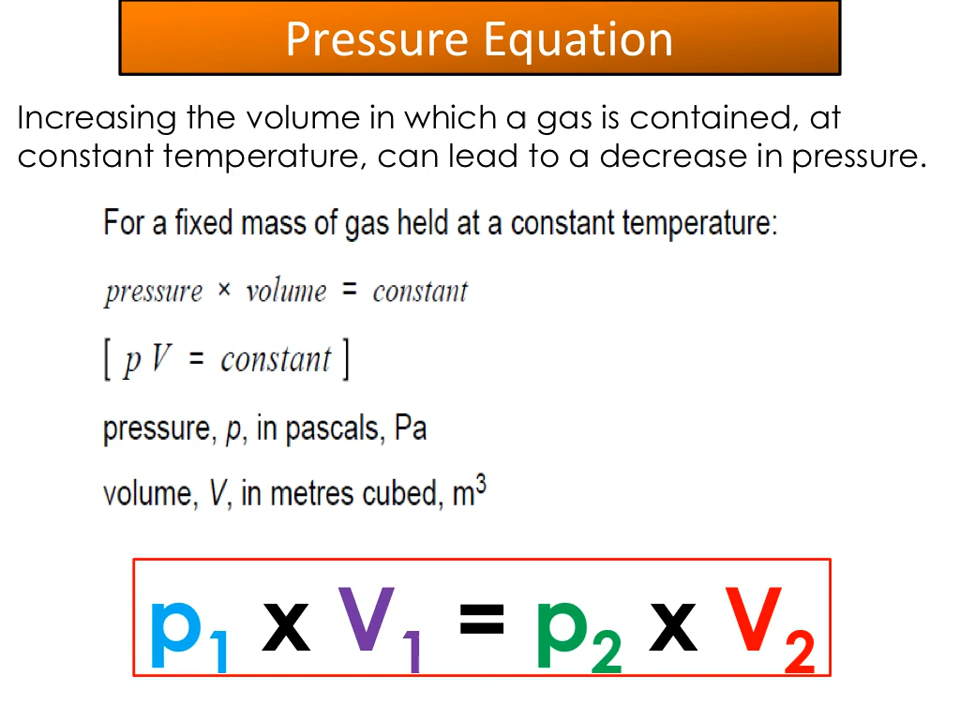 Pressure Equation
Increasing the volume in which a gas is contained, at
constant temperature, can lead to a decrease in pressure.
For a fixed mass of gas held at a constant temperature:
pressure × volume = constant
[ p V = constant ]
pressure, p, in pascals, Pa
volume, V, in metres cubed, m³
p₁ x V₁ = p₂ x V₂